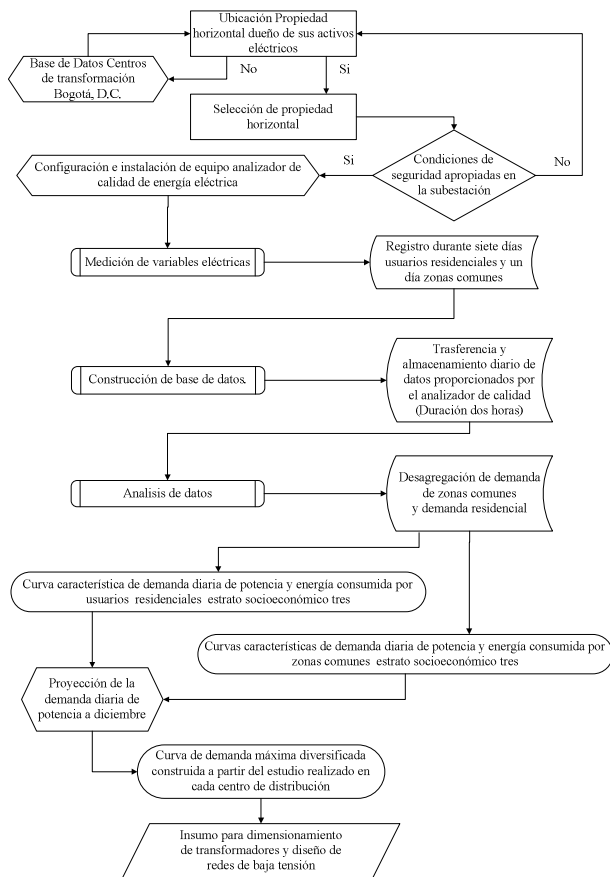 Ubicación Propiedad
horizontal dueño de sus activos
eléctricos
Base de Datos Centros
de transformación
Bogotá, D.C.
No
Si
Selección de propiedad
horizontal
Condiciones de
seguridad apropiadas en
la subestación
Si
No
Configuración e instalación de equipo analizador de
calidad de energía eléctrica
Medición de variables eléctricas
Registro durante siete días
usuarios residenciales y un
día zonas comunes
Construcción de base de datos.
Trasferencia y
almacenamiento diario de
datos proporcionados por
el analizador de calidad
(Duración dos horas)
Analisis de datos
Desagregación de demanda
de zonas comunes
y demanda residencial
Curva característica de demanda diaria de potencia y energía consumida por
usuarios residenciales estrato socioeconómico tres
Curvas características de demanda diaria de potencia y energía consumida por
zonas comunes estrato socioeconómico tres
Proyección de la
demanda diaria de
potencia a diciembre
Curva de demanda máxima diversificada
construida a partir del estudio realizado en
cada centro de distribución
Insumo para dimensionamiento
de transformadores y diseño de
redes de baja tensión